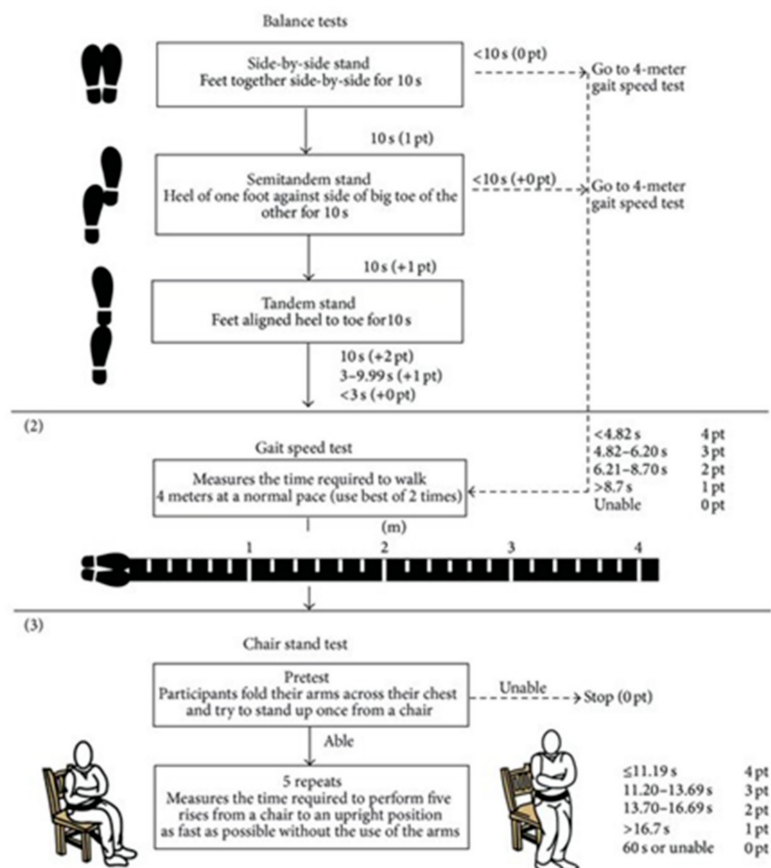 Balance tests
Side-by-side stand
Feet together side-by-side for 10 s
<10 s (0 pt)
Go to 4-meter
gait speed test
10 s (1 pt)
Semitandem stand
Heel of one foot against side of big toe of the
other for 10 s
<10 s (+0 pt)
Go to 4-meter
gait speed test
10 s (+1 pt)
Tandem stand
Feet aligned heel to toe for10 s
10 s (+2 pt)
3–9.99 s (+1 pt)
<3 s (+0 pt)
(2)
Gait speed test
Measures the time required to walk
4 meters at a normal pace (use best of 2 times)
<4.82 s 4 pt
4.82–6.20 s 3 pt
6.21–8.70 s 2 pt
>8.7 s 1 pt
Unable 0 pt
(m)
1 2 3 4
(3)
Chair stand test
Pretest
Participants fold their arms across their chest
and try to stand up once from a chair
Unable
Stop (0 pt)
Able
5 repeats
Measures the time required to perform five
rises from a chair to an upright position
as fast as possible without the use of the arms
≤11.19 s 4 pt
11.20–13.69 s 3 pt
13.70–16.69 s 2 pt
>16.7 s 1 pt
60 s or unable 0 pt